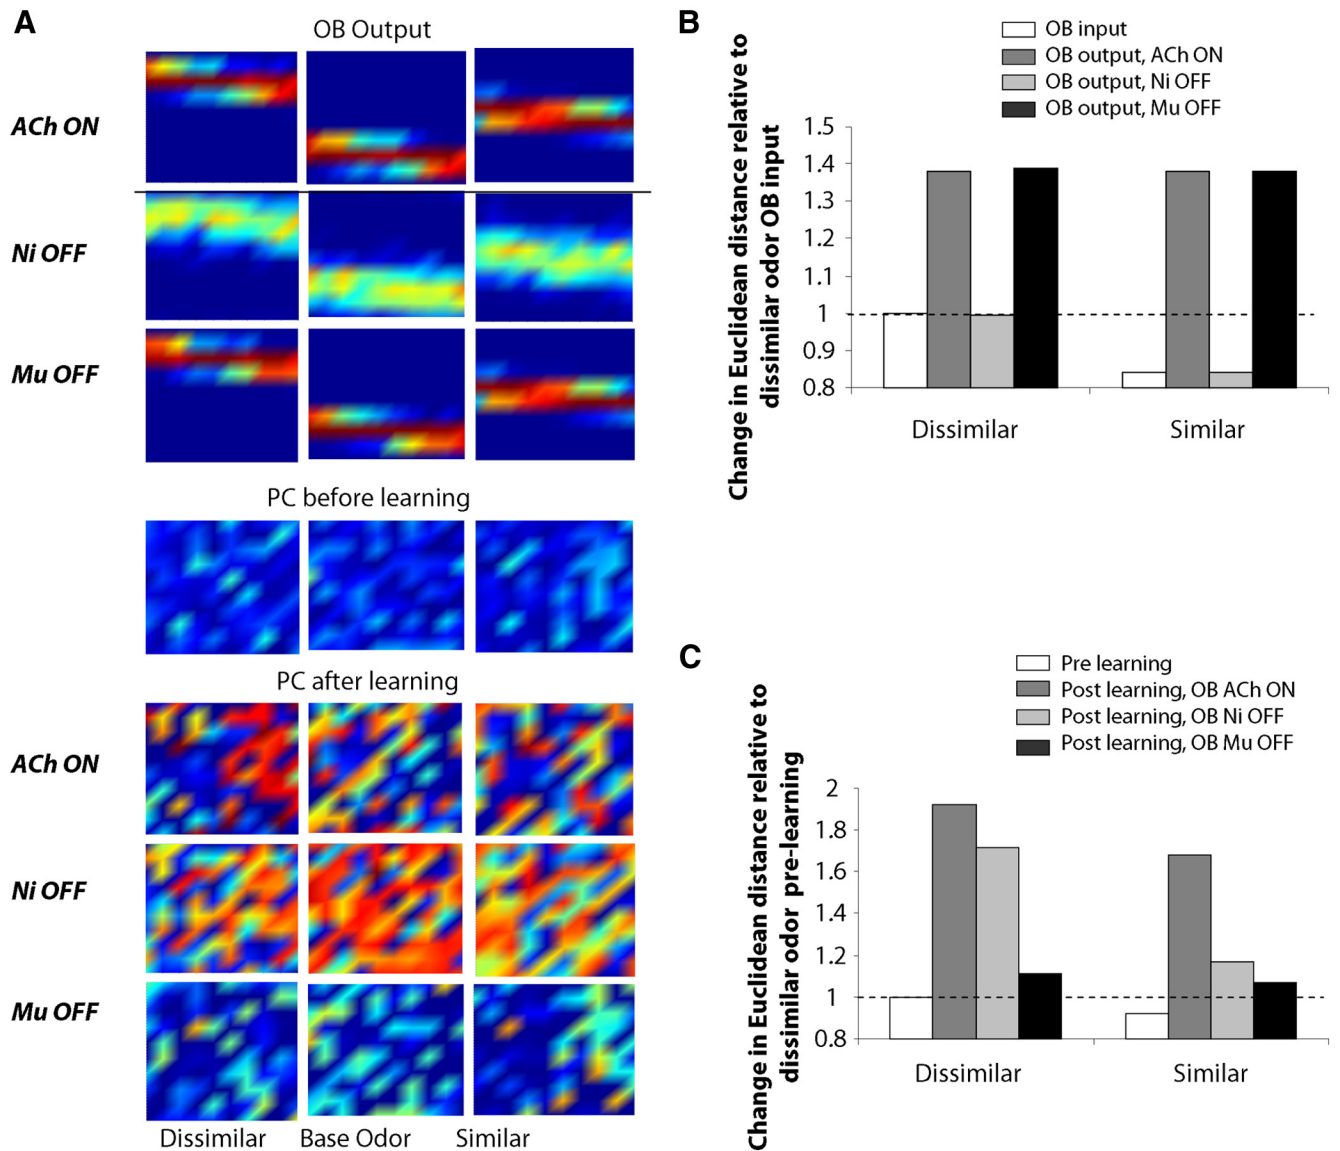 A
OB Output
ACh ON
Ni OFF
Mu OFF
PC before learning
PC after learning
ACh ON
Ni OFF
Mu OFF
Dissimilar Base Odor Similar
B
OB input
OB output, ACh ON
OB output, Ni OFF
OB output, Mu OFF
Change in Euclidean distance relative to
dissimilar odor OB input
1.5
1.4
1.3
1.2
1.1
1
0.9
0.8
Dissimilar Similar
C
Pre learning
Post learning, OB ACh ON
Post learning, OB Ni OFF
Post learning, OB Mu OFF
Change in Euclidean distance relative to
dissimilar odor pre-learning
2
1.8
1.6
1.4
1.2
1
0.8
Dissimilar Similar